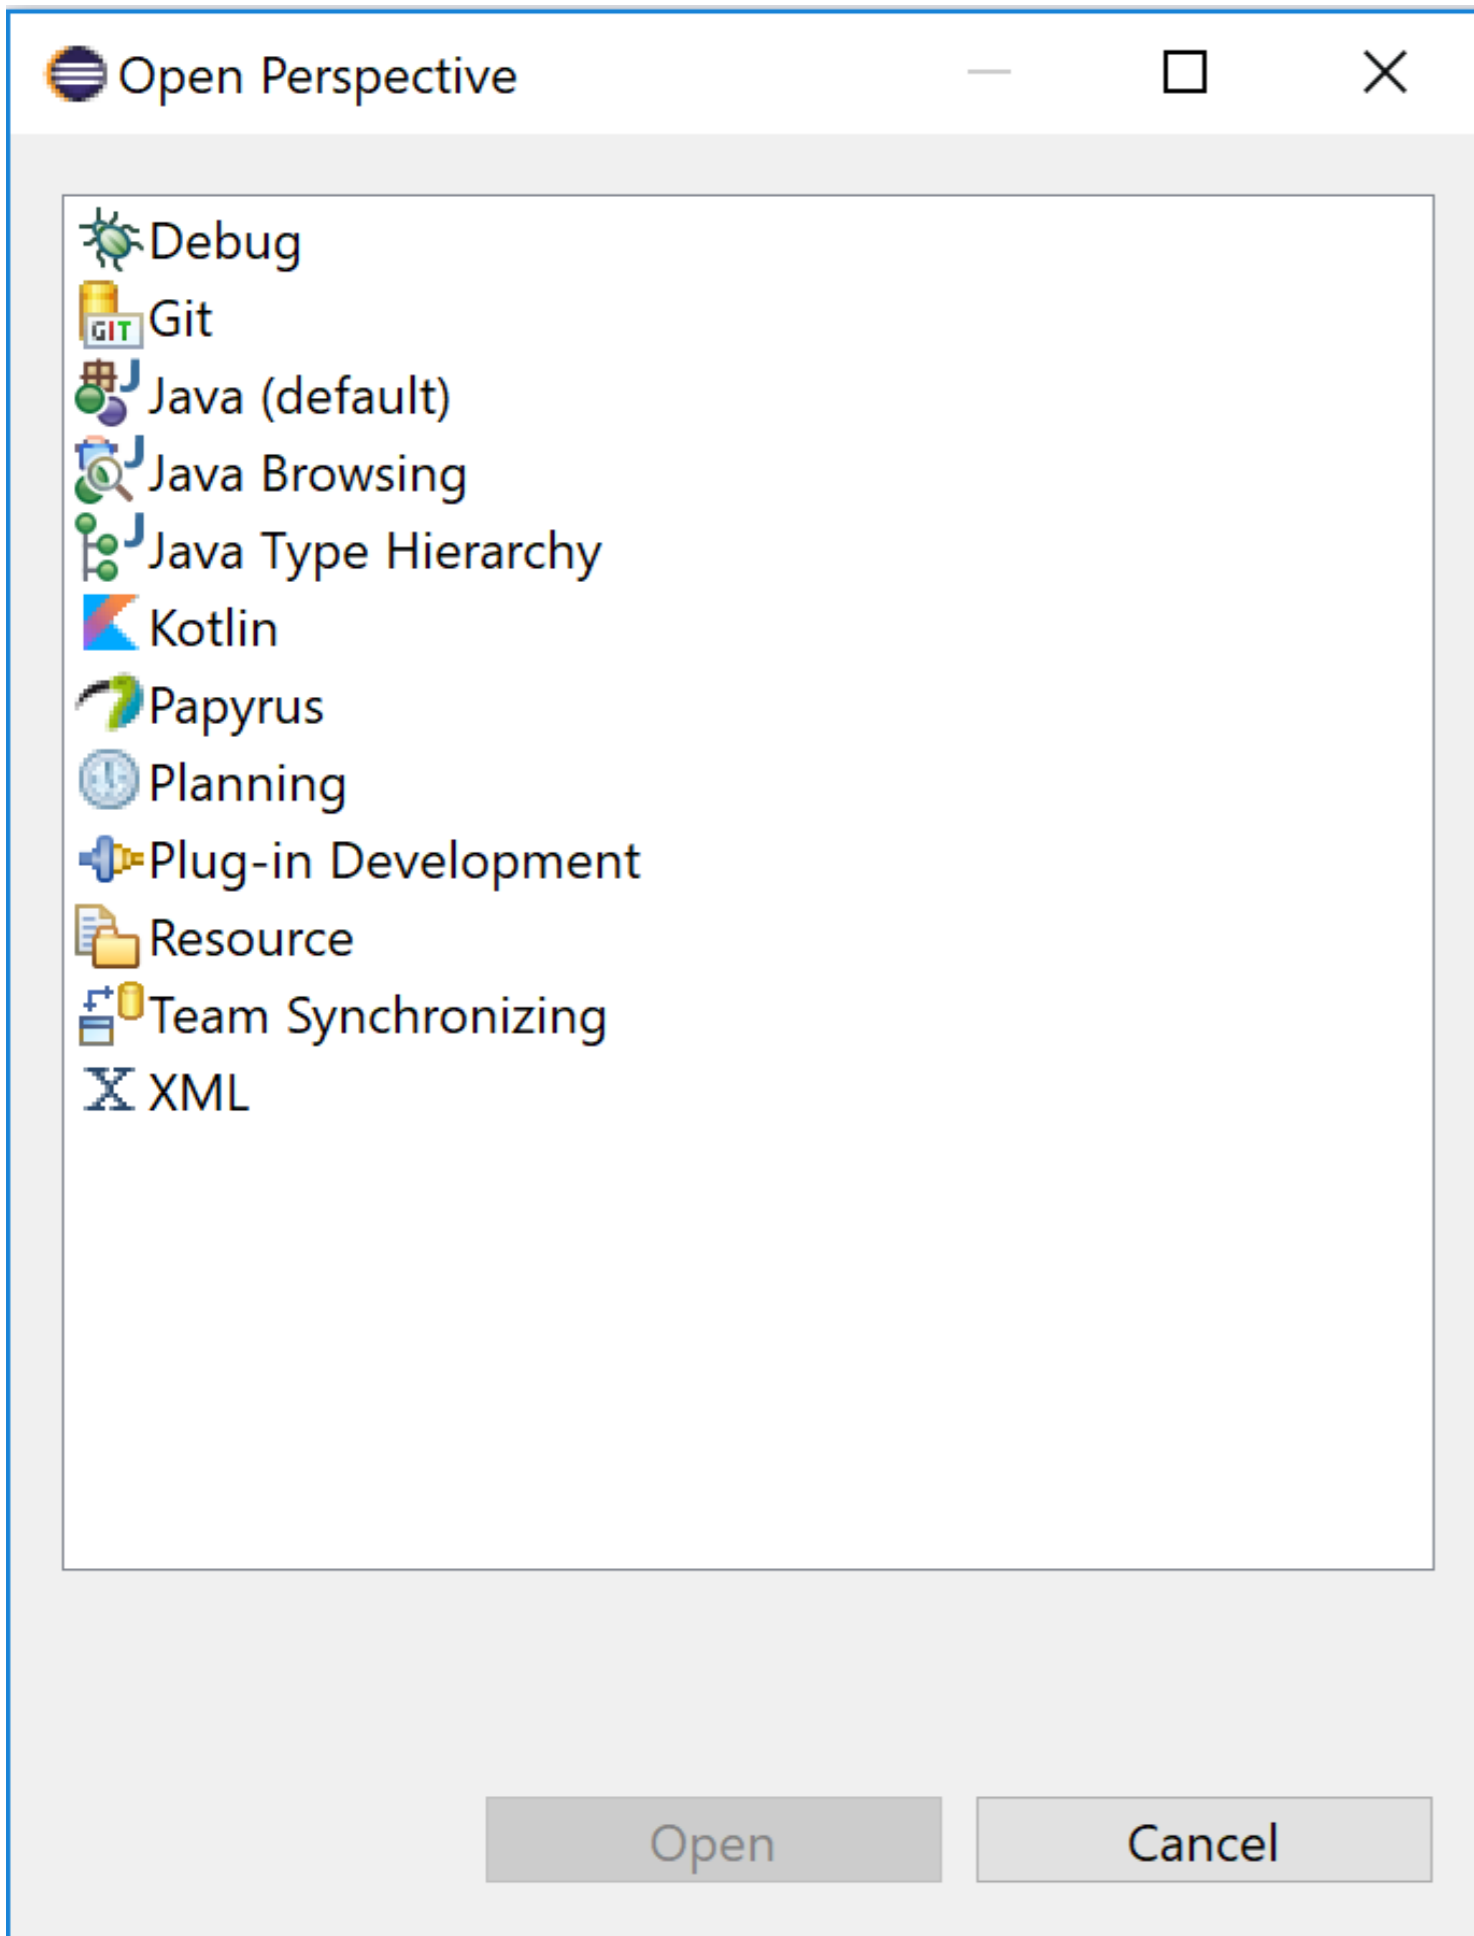 Open Perspective
Debug
GIT
Git
Java (default)
Java Browsing
Java Type Hierarchy
Kotlin
Papyrus
Planning
Plug-in Development
Resource
Team Synchronizing
XML
Open
Cancel